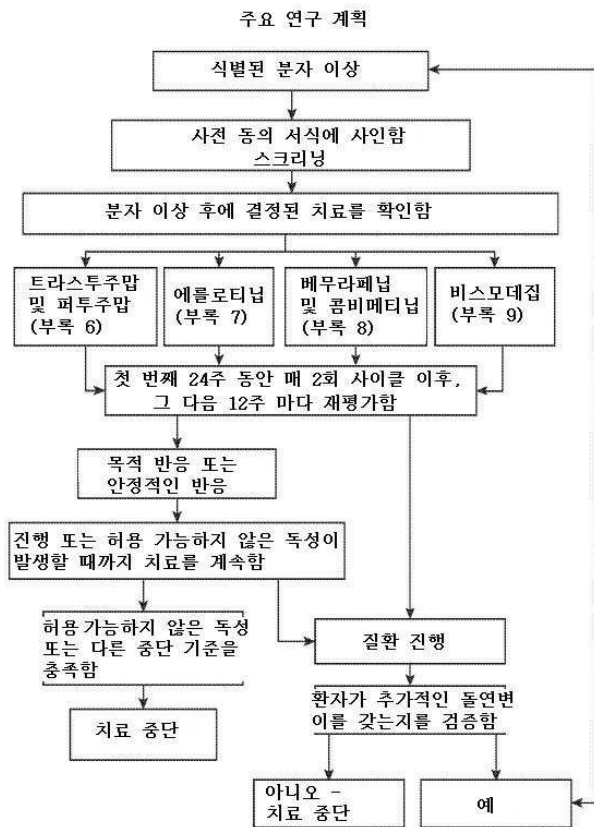 주요 연구 계획
식별된 분자 이상
사전 동의 서식에 사인함
스크리닝
분자 이상 후에 결정된 치료를 확인함
트라스투주맙
및 퍼투주맙
(부록 6)
에를로티닙
(부록 7)
베무라페닙
및 콤비메티닙
(부록 8)
비스모데집
(부록 9)
첫 번째 24주 동안 매 2회 사이클 이후,
그 다음 12주 마다 재평가함
목적 반응 또는
안정적인 반응
진행 또는 허용 가능하지 않은 독성이
발생할 때까지 치료를 계속함
허용 가능하지 않은 독성
또는 다른 중단 기준을
충족함
질환 진행
치료 중단
환자가 추가적인 돌연변
이를 갖는지를 검증함
아니오 -
치료 중단
예